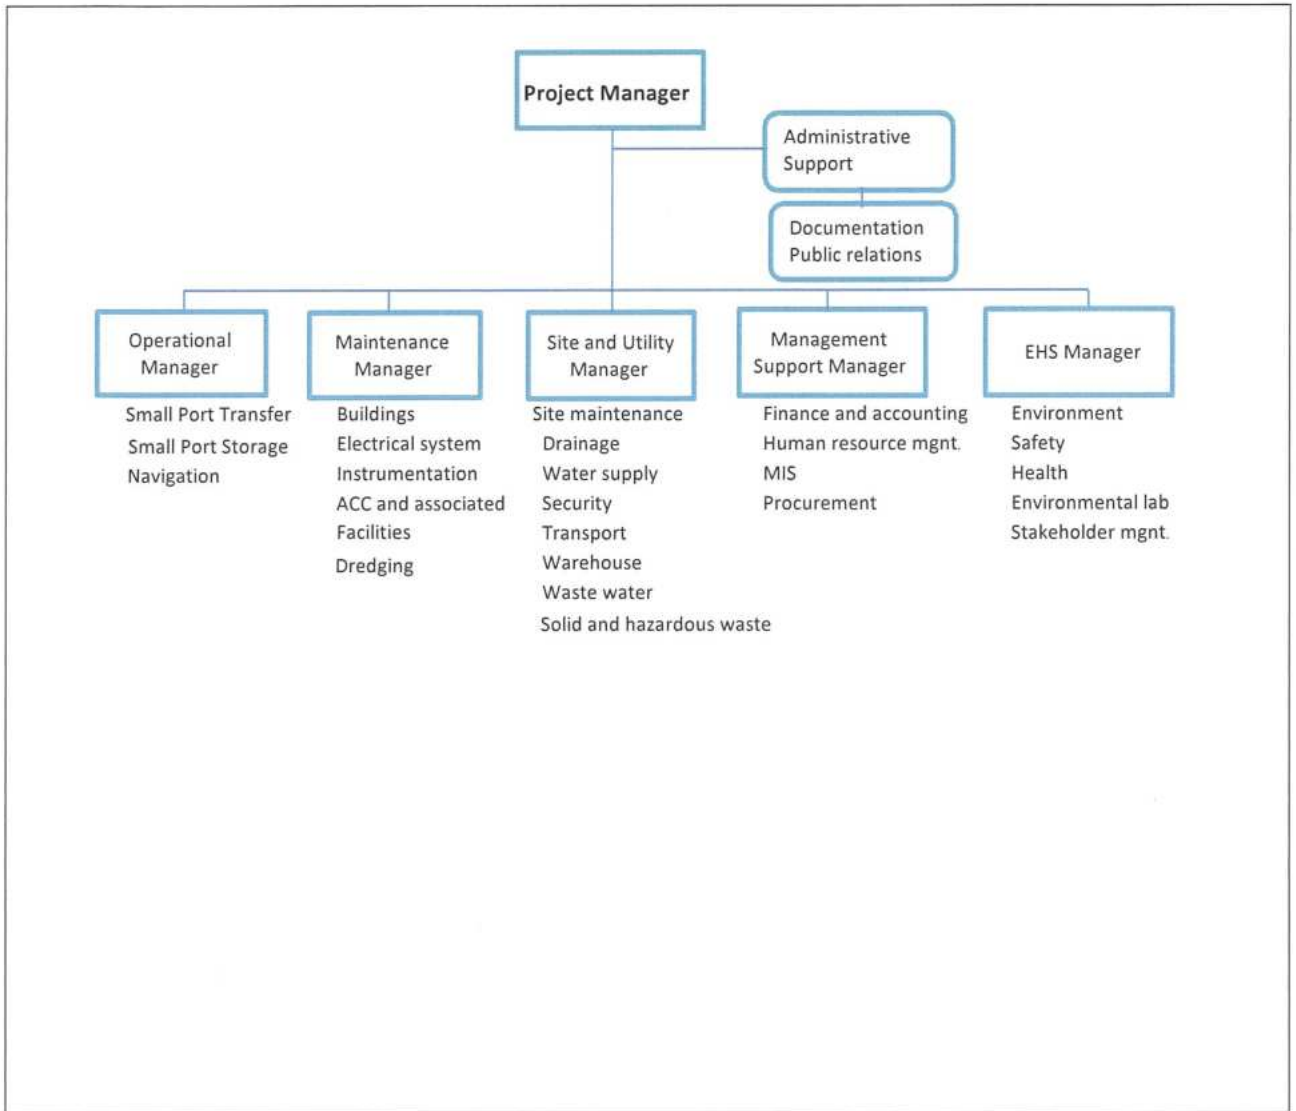 Project Manager
Administrative
Support
Documentation
Public relations
Operational
Manager
Small Port Transfer
Small Port Storage
Navigation
Maintenance
Manager
Buildings
Electrical system
Instrumentation
ACC and associated
Facilities
Dredging
Site and Utility
Manager
Site maintenance
Drainage
Water supply
Security
Transport
Warehouse
Waste water
Solid and hazardous waste
Management
Support Manager
Finance and accounting
Human resource mgnt.
MIS
Procurement
EHS Manager
Environment
Safety
Health
Environmental lab
Stakeholder mgnt.